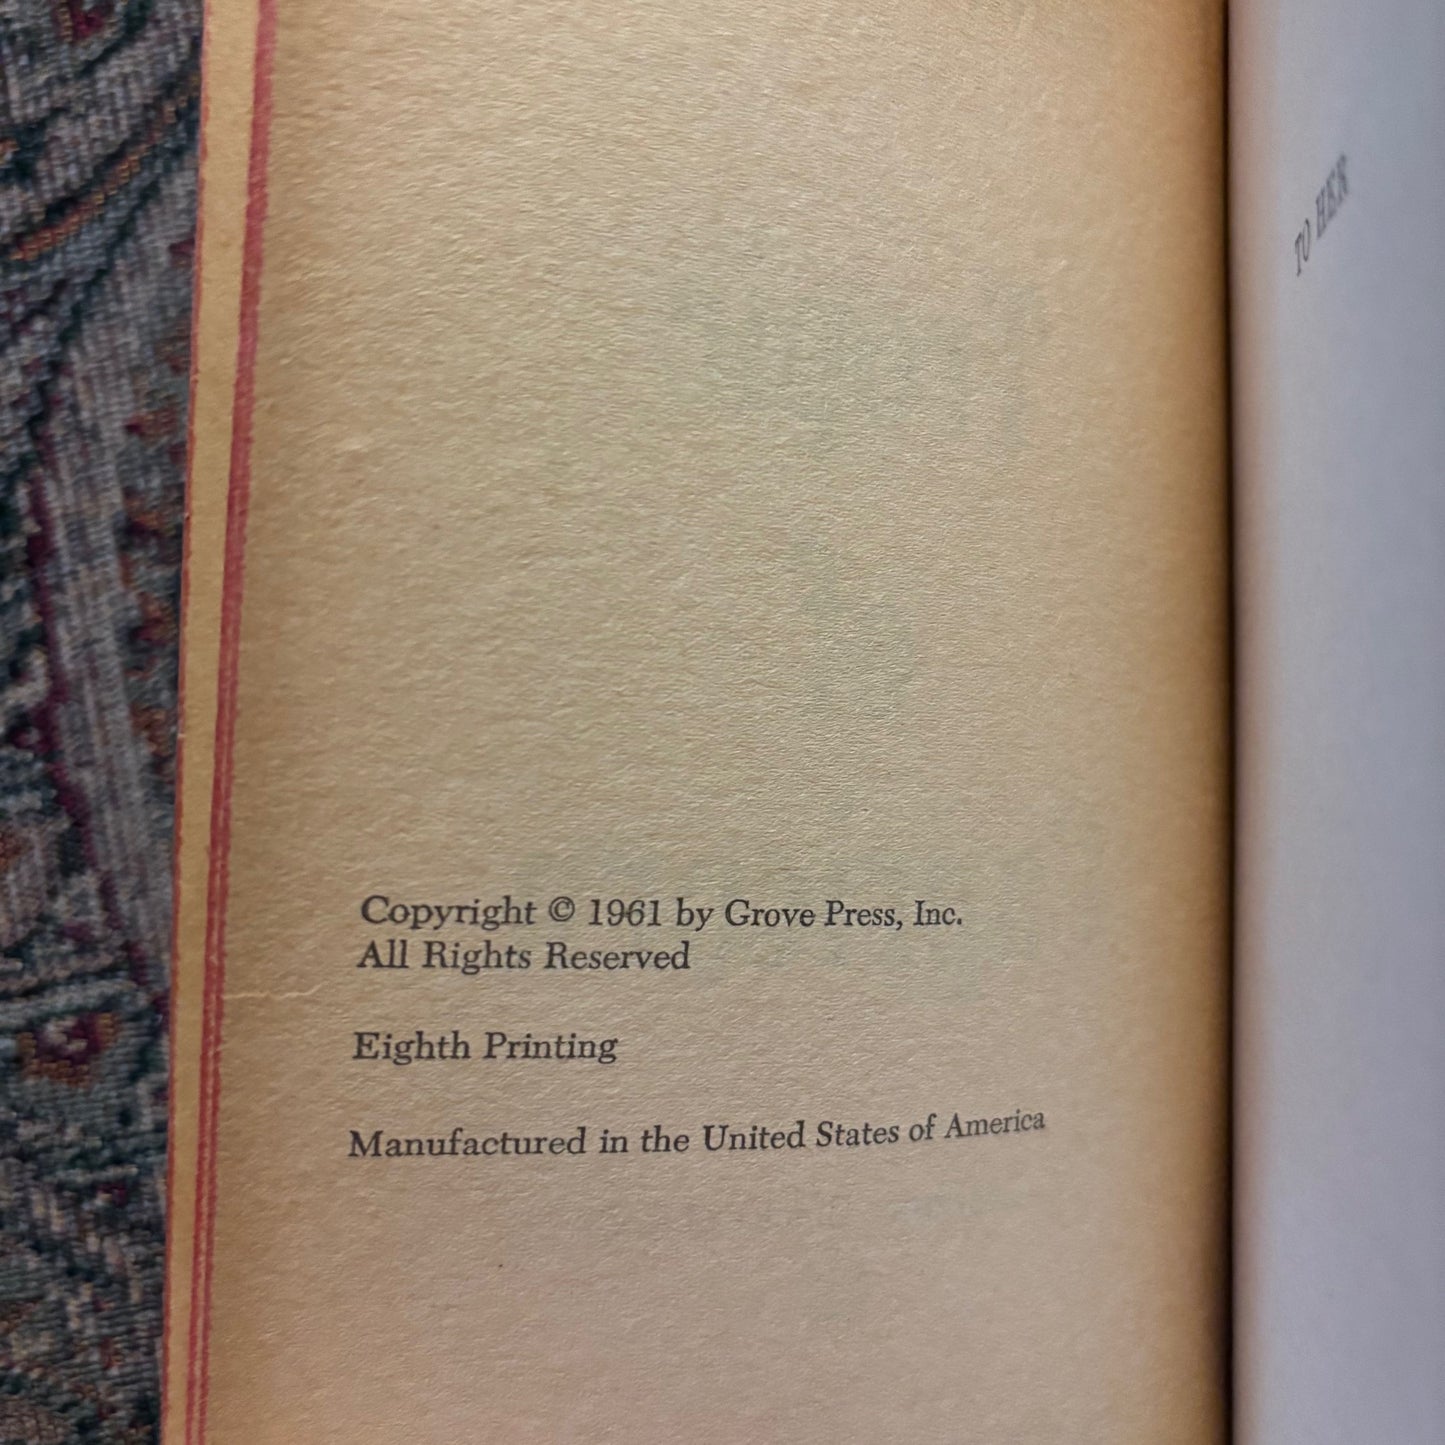 Copyright © 1961 by Grove Press, Inc.
All Rights Reserved
Eighth Printing
Manufactured in the United States of America
TO HER